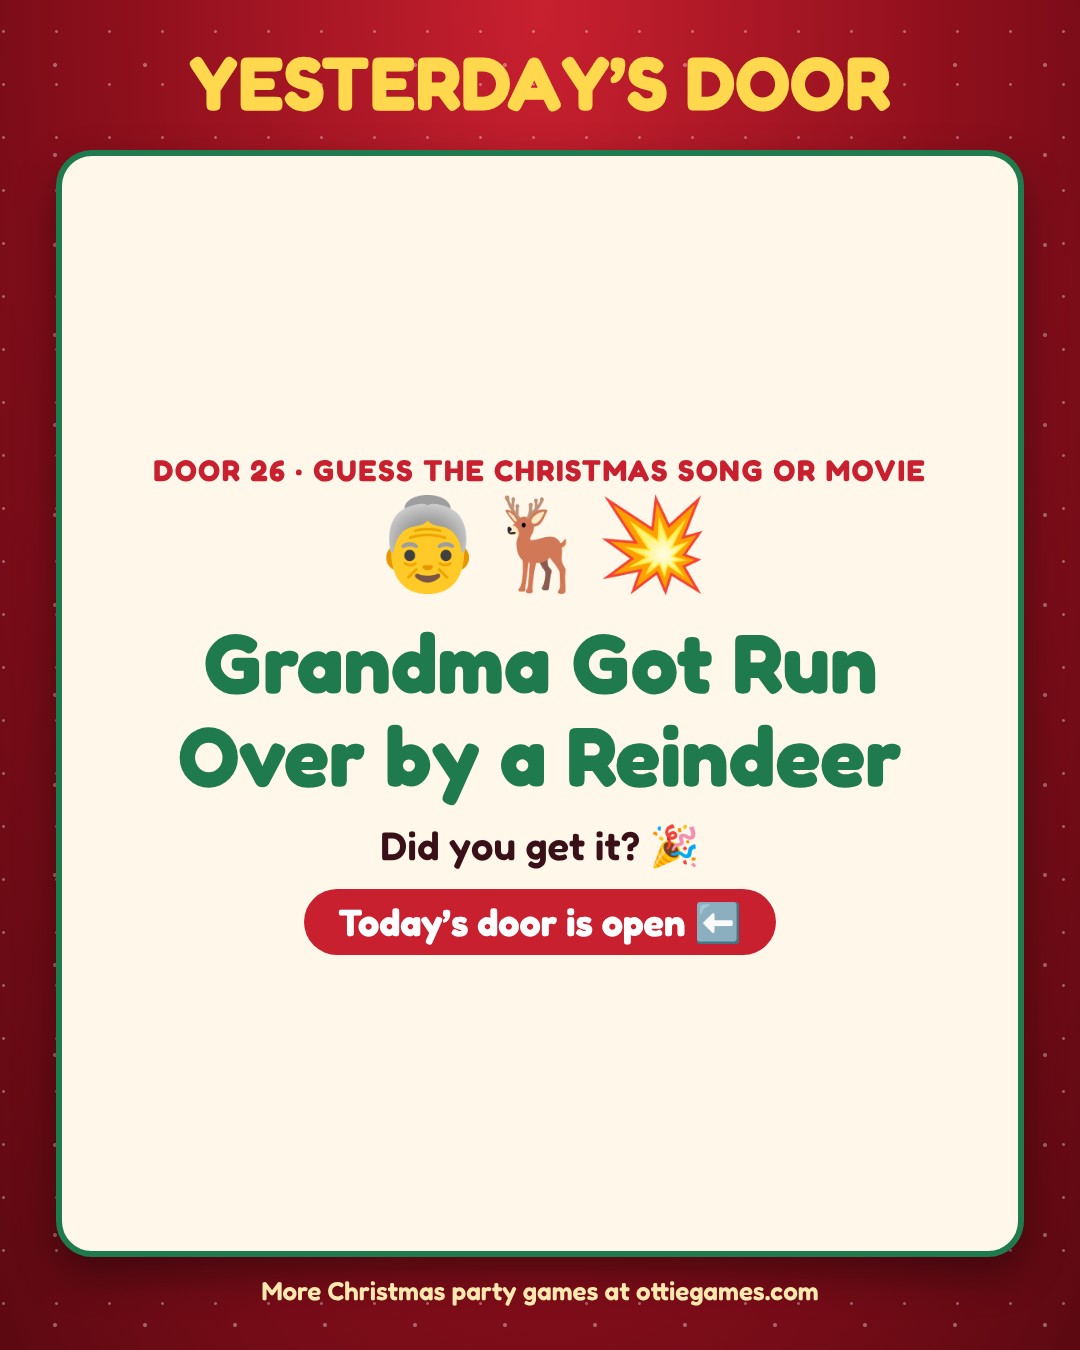 YESTERDAY’S DOOR
DOOR 26 · GUESS THE CHRISTMAS SONG OR MOVIE
Grandma Got Run
Over by a Reindeer
Did you get it? 🎉
Today’s door is open ⬅️
More Christmas party games at ottiegames.com